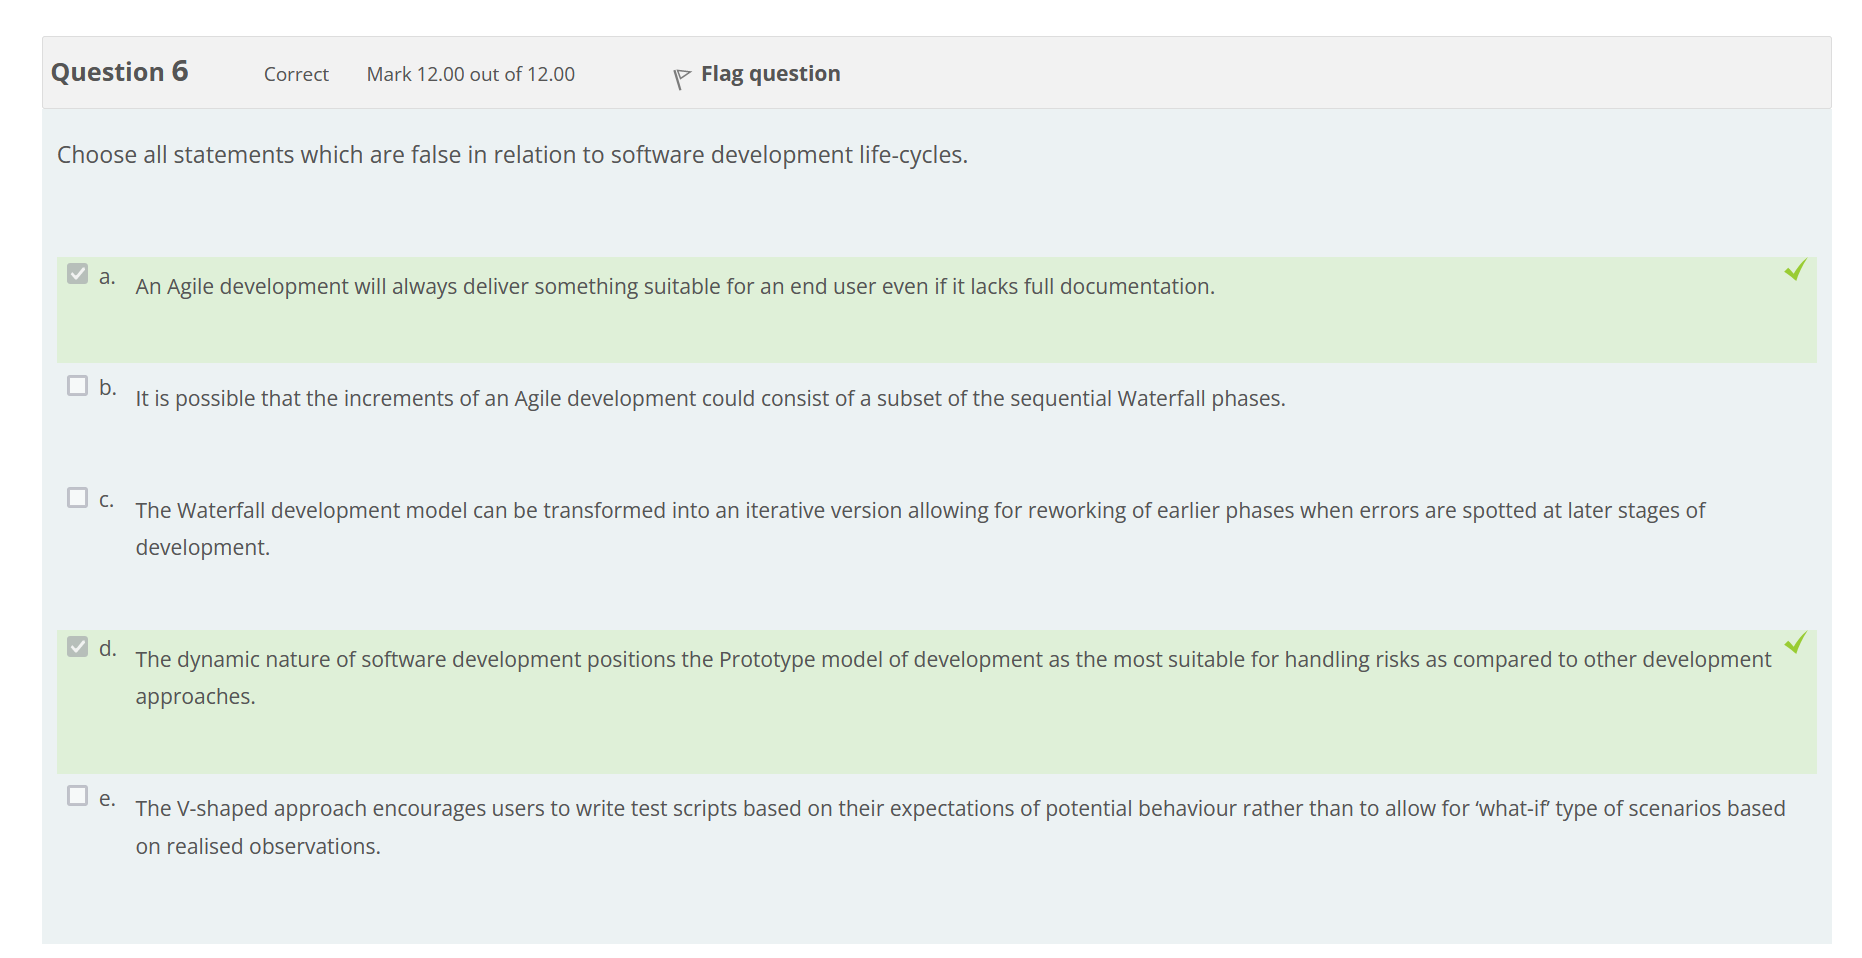 Question 6 Correct Mark 12.00 out of 12.00 Flag question
Choose all statements which are false in relation to software development life-cycles.
a. An Agile development will always deliver something suitable for an end user even if it lacks full documentation.
b. It is possible that the increments of an Agile development could consist of a subset of the sequential Waterfall phases.
c. The Waterfall development model can be transformed into an iterative version allowing for reworking of earlier phases when errors are spotted at later stages of
development.
d. The dynamic nature of software development positions the Prototype model of development as the most suitable for handling risks as compared to other development
approaches.
e. The V-shaped approach encourages users to write test scripts based on their expectations of potential behaviour rather than to allow for ‘what-if’ type of scenarios based
on realised observations.